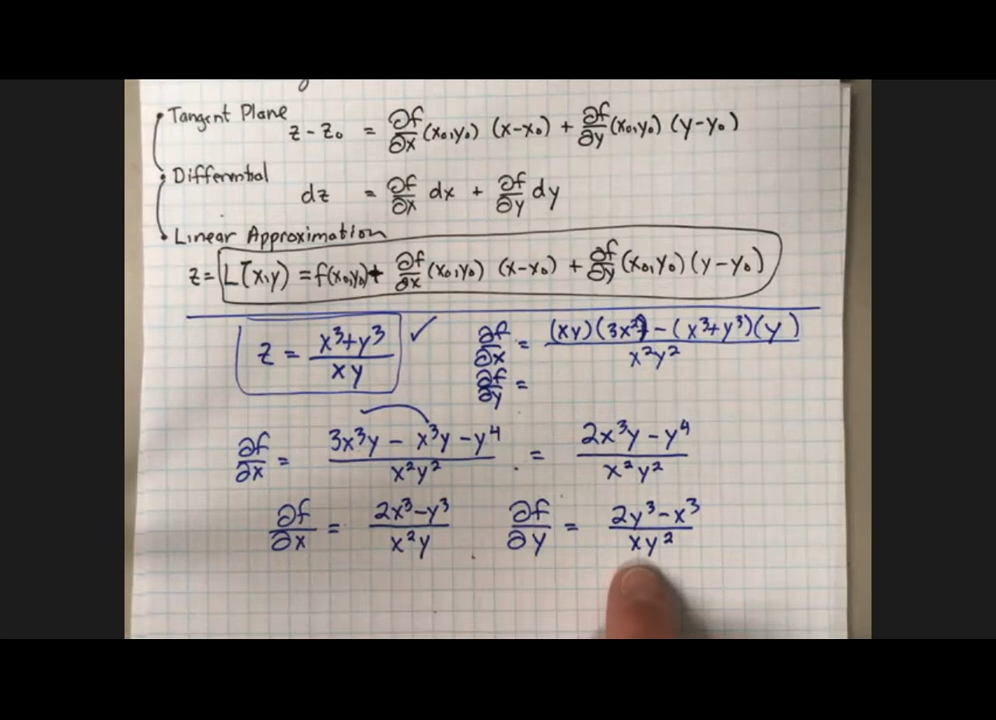 • Tangent Plane
z - z₀ = ∂f/∂x (x₀,y₀) (x-x₀) + ∂f/∂y (x₀,y₀) (y-y₀)
• Differential
dz = ∂f/∂x dx + ∂f/∂y dy
• Linear Approximation
z = L(x,y) = f(x₀,y₀) + ∂f/∂x (x₀,y₀) (x-x₀) + ∂f/∂y (x₀,y₀) (y-y₀)
z = (x³+y³)/(xy) ✓ ∂f/∂x = ((xy)(3x²) - (x³+y³)(y))/(x²y²)
∂f/∂y =
∂f/∂x = (3x³y - x³y - y⁴)/(x²y²) = (2x³y - y⁴)/(x²y²)
∂f/∂x = (2x³-y³)/(x²y) ∂f/∂y = (2y³-x³)/(xy²)